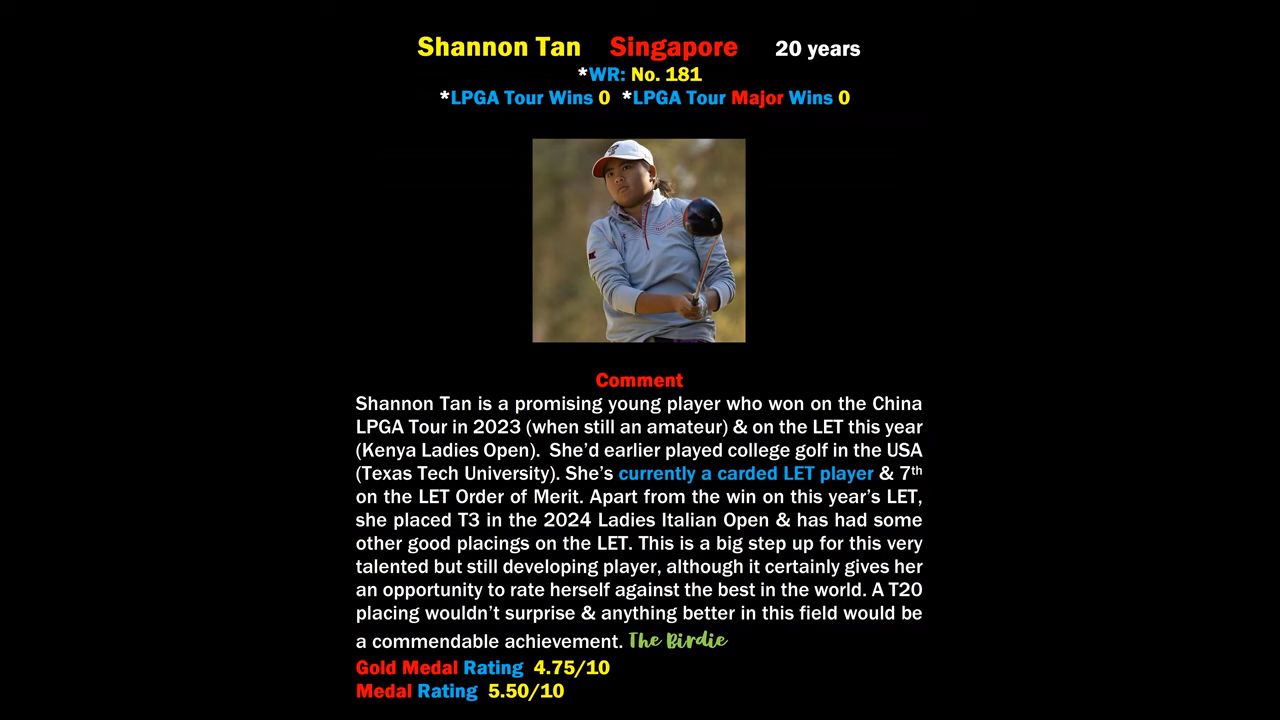 Shannon Tan Singapore 20 years
*WR: No. 181
*LPGA Tour Wins 0 *LPGA Tour Major Wins 0
Comment
Shannon Tan is a promising young player who won on the China
LPGA Tour in 2023 (when still an amateur) & on the LET this year
(Kenya Ladies Open). She’d earlier played college golf in the USA
(Texas Tech University). She’s currently a carded LET player & 7th
on the LET Order of Merit. Apart from the win on this year’s LET,
she placed T3 in the 2024 Ladies Italian Open & has had some
other good placings on the LET. This is a big step up for this very
talented but still developing player, although it certainly gives her
an opportunity to rate herself against the best in the world. A T20
placing wouldn’t surprise & anything better in this field would be
a commendable achievement. The Birdie
Gold Medal Rating 4.75/10
Medal Rating 5.50/10